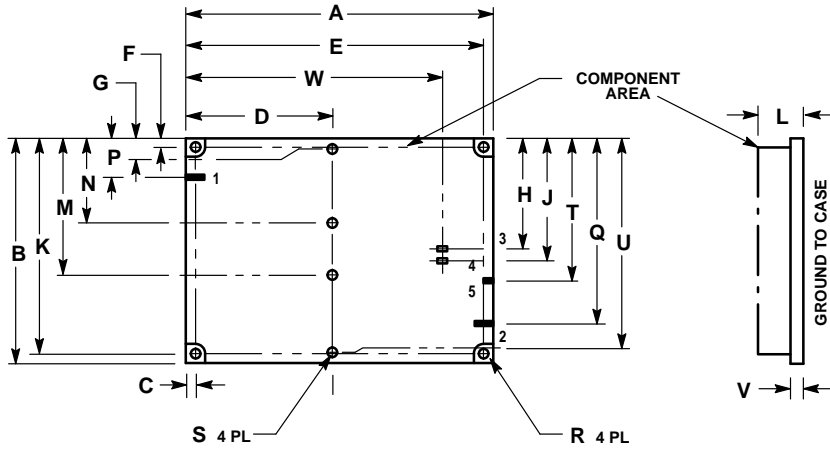 A
E
F
W
G
D
COMPONENT
AREA
L
P
N
M
B
K
1
H
J
T
Q
U
3
4
5
2
GROUND TO CASE
C
V
S 4 PL
R 4 PL